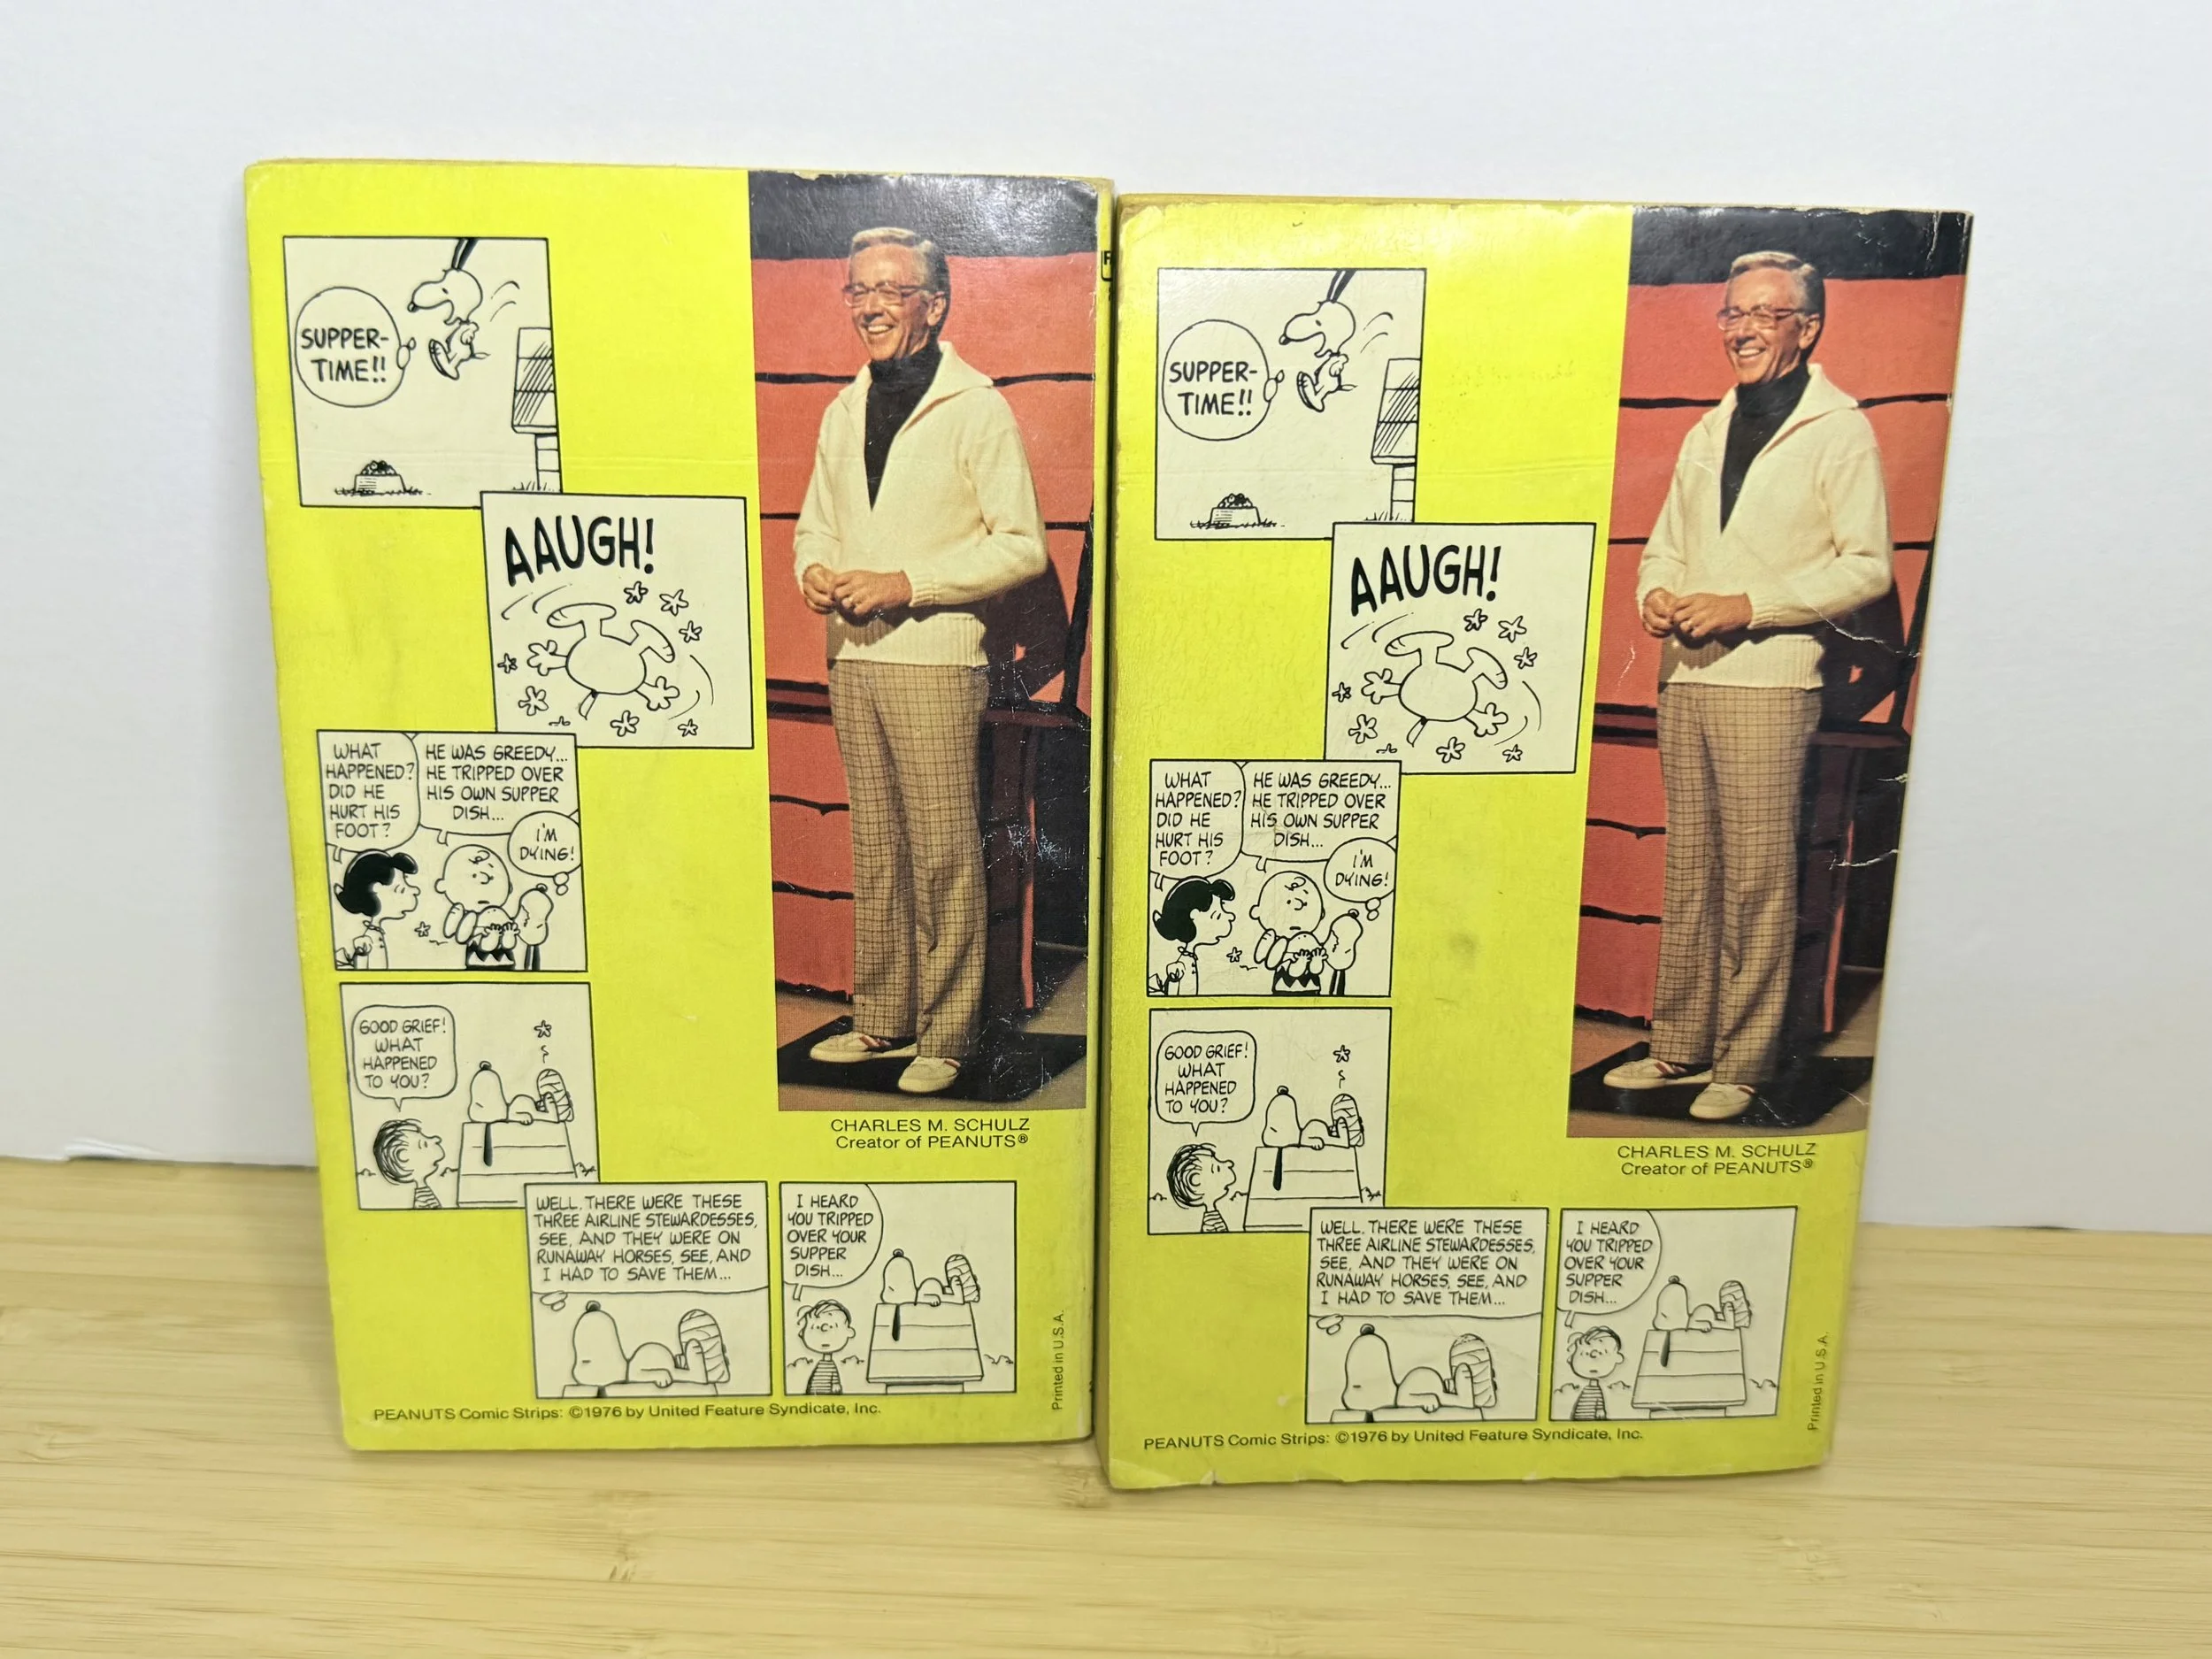 SUPPER-
TIME!!
AAUGH!
WHAT
HAPPENED?
DID HE
HURT HIS
FOOT?
HE WAS GREEDY...
HE TRIPPED OVER
HIS OWN SUPPER
DISH...
I'M
DYING!
GOOD GRIEF!
WHAT
HAPPENED
TO YOU?
WELL, THERE WERE THESE
THREE AIRLINE STEWARDESSES,
SEE, AND THEY WERE ON
RUNAWAY HORSES, SEE, AND
I HAD TO SAVE THEM...
I HEARD
YOU TRIPPED
OVER YOUR
SUPPER
DISH...
CHARLES M. SCHULZ
Creator of PEANUTS®
PEANUTS Comic Strips: ©1976 by United Feature Syndicate, Inc.
Printed in U.S.A.
SUPPER-
TIME!!
AAUGH!
WHAT
HAPPENED?
DID HE
HURT HIS
FOOT?
HE WAS GREEDY...
HE TRIPPED OVER
HIS OWN SUPPER
DISH...
I'M
DYING!
GOOD GRIEF!
WHAT
HAPPENED
TO YOU?
WELL, THERE WERE THESE
THREE AIRLINE STEWARDESSES,
SEE, AND THEY WERE ON
RUNAWAY HORSES, SEE, AND
I HAD TO SAVE THEM...
I HEARD
YOU TRIPPED
OVER YOUR
SUPPER
DISH...
CHARLES M. SCHULZ
Creator of PEANUTS®
PEANUTS Comic Strips: ©1976 by United Feature Syndicate, Inc.
Printed in U.S.A.